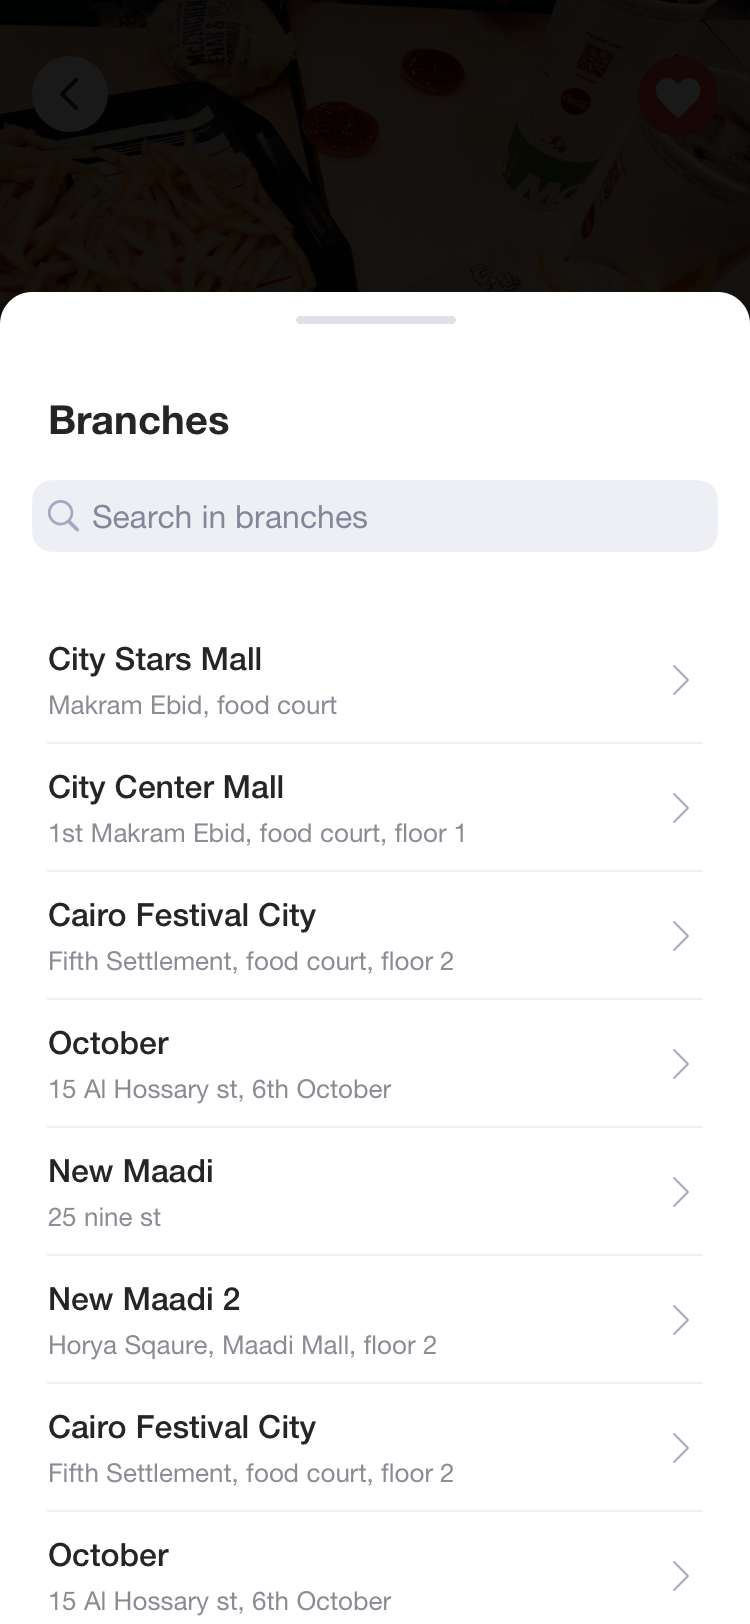 Branches
Search in branches
City Stars Mall
Makram Ebid, food court
City Center Mall
1st Makram Ebid, food court, floor 1
Cairo Festival City
Fifth Settlement, food court, floor 2
October
15 Al Hossary st, 6th October
New Maadi
25 nine st
New Maadi 2
Horya Sqaure, Maadi Mall, floor 2
Cairo Festival City
Fifth Settlement, food court, floor 2
October
15 Al Hossary st, 6th October